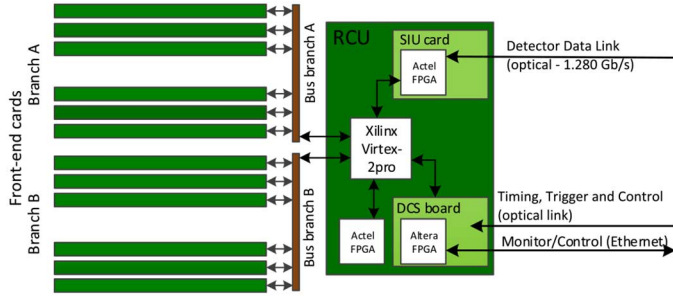 Front-end cards
Branch A
Branch B
Bus branch A
Bus branch B
RCU
SIU card
Actel
FPGA
Xilinx
Virtex-
2pro
Actel
FPGA
DCS board
Altera
FPGA
Detector Data Link
(optical - 1.280 Gb/s)
Timing, Trigger and Control
(optical link)
Monitor/Control (Ethernet)